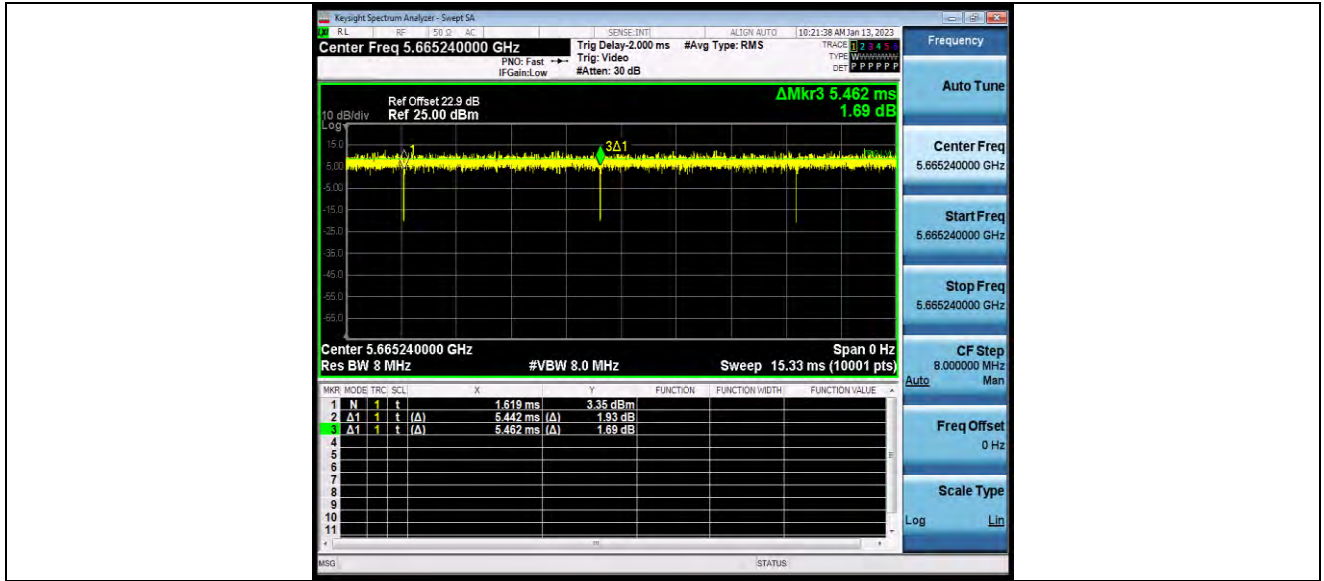 Keysight Spectrum Analyzer - Swept SA
RL RF 50 Ω AC SENSE:INT ALIGN AUTO 10:21:38 AM Jan 13, 2023
Center Freq 5.665240000 GHz Trig Delay-2.000 ms #Avg Type: RMS TRACE 1 2 3 4 5 6
PNO: Fast Trig: Video TYPE WWWWWW
IFGain:Low #Atten: 30 dB DET P P P P P P
Frequency
ΔMkr3 5.462 ms
1.69 dB
Ref Offset 22.9 dB
10 dB/div Ref 25.00 dBm
Log
15.0
5.00
-5.00
-15.0
-25.0
-35.0
-45.0
-55.0
-65.0
1
3Δ1
Center 5.665240000 GHz Span 0 Hz
Res BW 8 MHz #VBW 8.0 MHz Sweep 15.33 ms (10001 pts)
MKR MODE TRC SCL X Y FUNCTION FUNCTION WIDTH FUNCTION VALUE
1 N 1 t 1.619 ms 3.35 dBm
2 Δ1 1 t (Δ) 5.442 ms (Δ) 1.93 dB
3 Δ1 1 t (Δ) 5.462 ms (Δ) 1.69 dB
4
5
6
7
8
9
10
11
MSG STATUS
Auto Tune
Center Freq
5.665240000 GHz
Start Freq
5.665240000 GHz
Stop Freq
5.665240000 GHz
CF Step
8.000000 MHz
Auto Man
Freq Offset
0 Hz
Scale Type
Log Lin